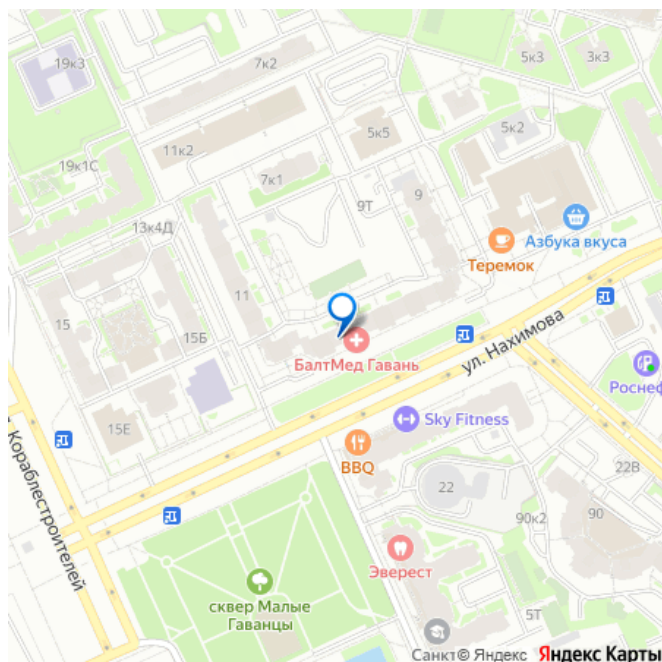 19к3
7к2
5к3
3к3
5к2
5к5
11к2
19к1С
7к1
9
9Т
13к4Д
Азбука вкуса
Теремок
11
15
15Б
ул. Нахимова
БалтМед Гавань
Роснеф
15Е
Sky Fitness
BBQ
Кораблестроителей
22
22В
90к2
90
Эверест
сквер Малые
Гаванцы
5Т
Санкт
© Яндекс
Яндекс Карты